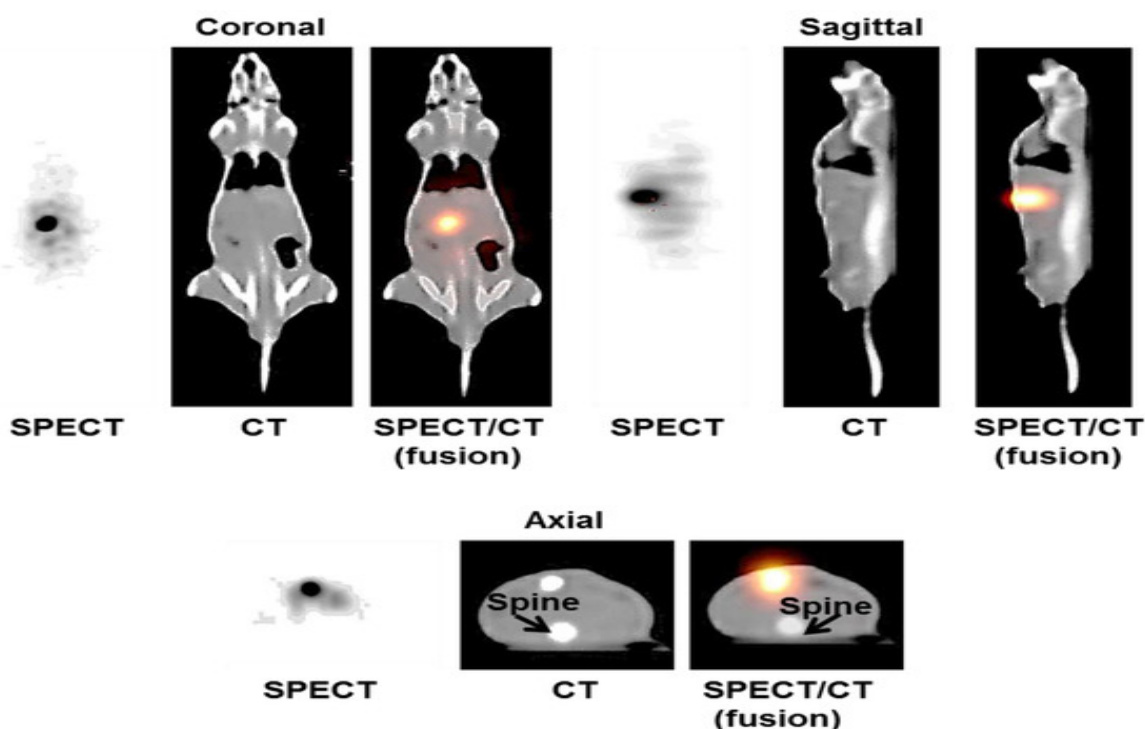 Coronal
Sagittal
SPECT
CT
SPECT/CT
(fusion)
SPECT
CT
SPECT/CT
(fusion)
Axial
Spine
Spine
SPECT
CT
SPECT/CT
(fusion)